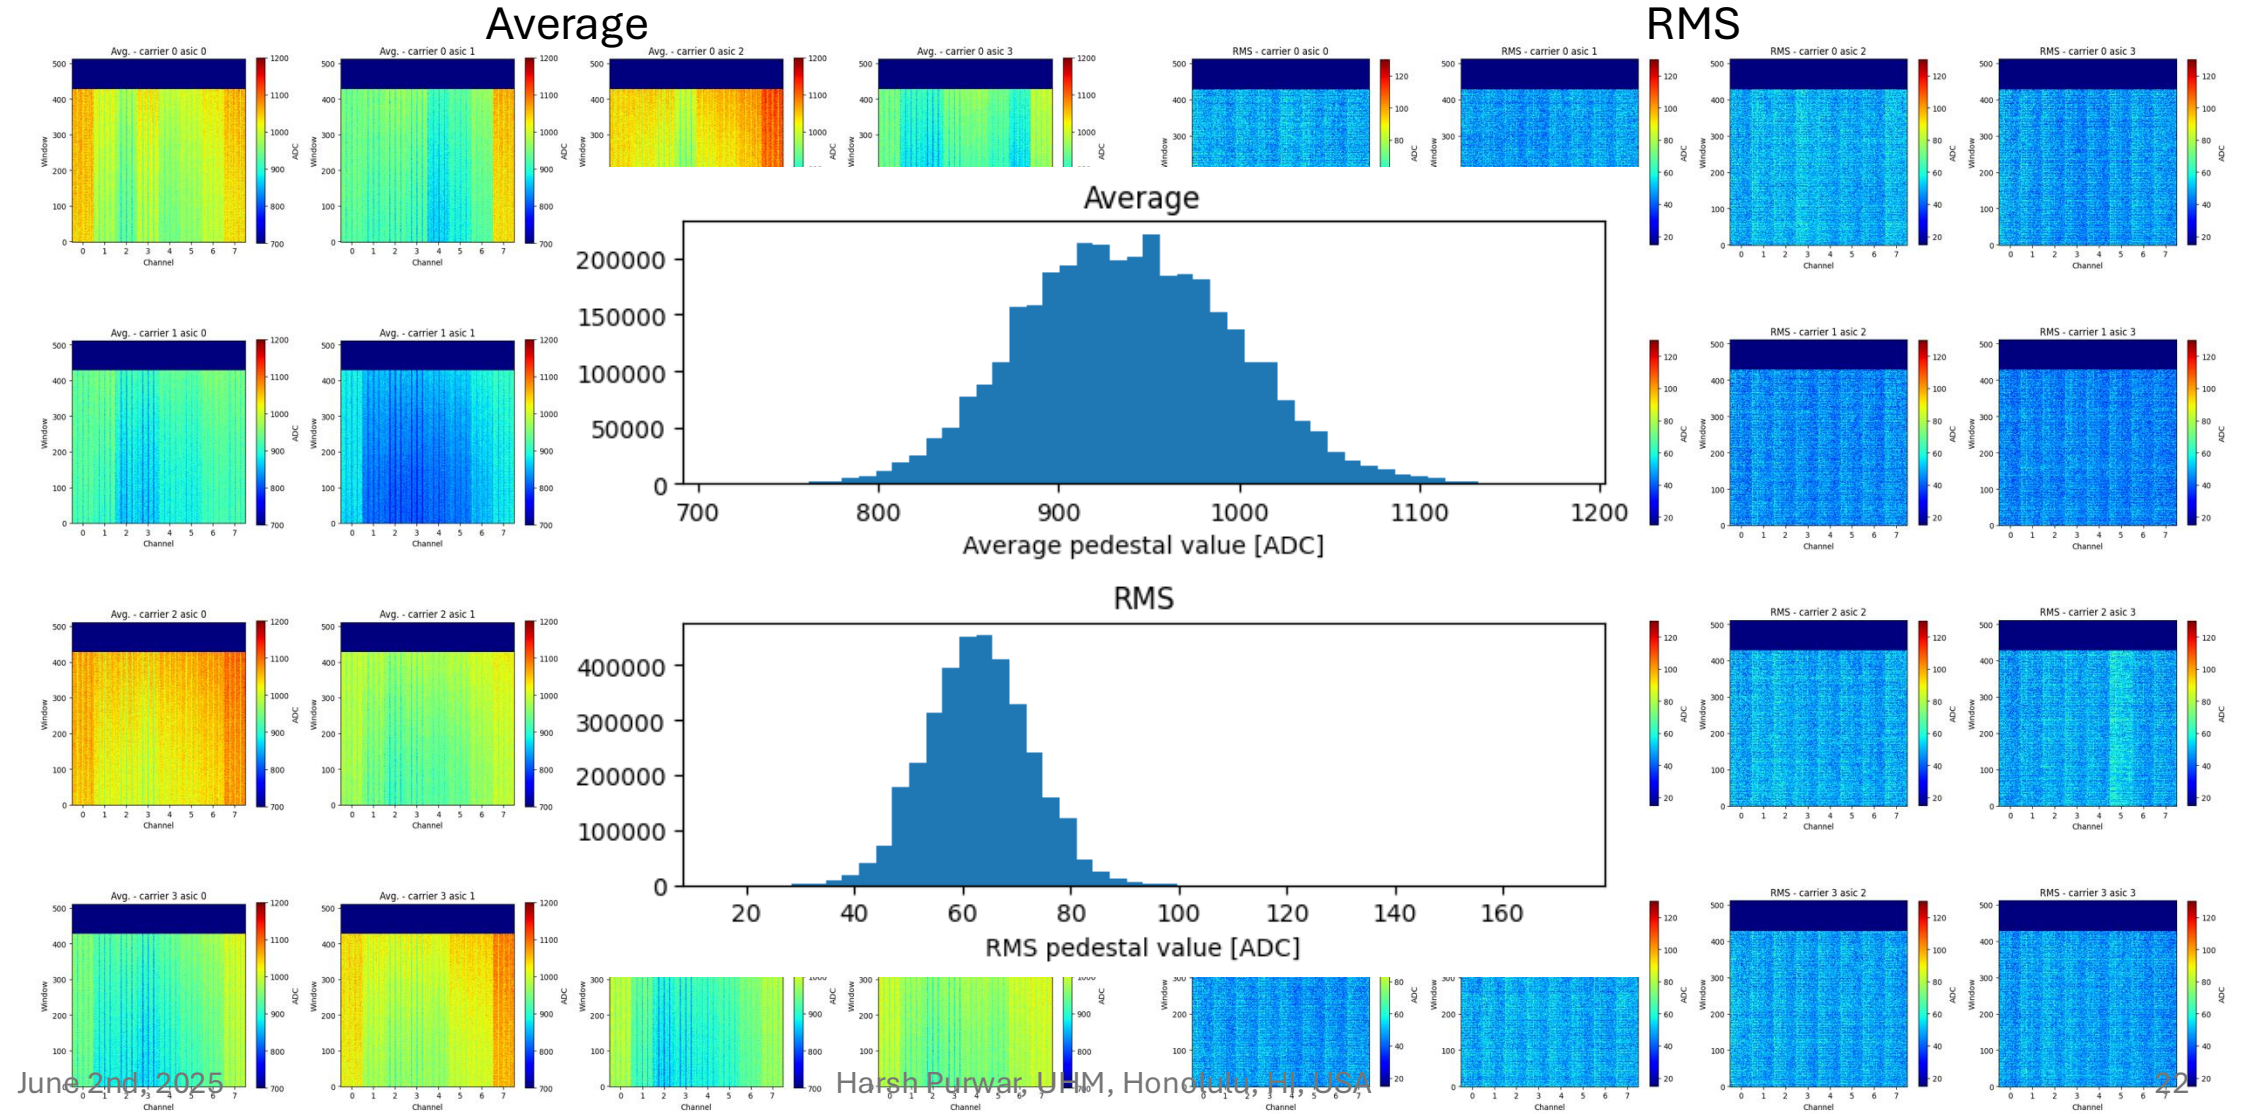 Average
RMS
Avg. - carrier 0 asic 0
Avg. - carrier 0 asic 1
Avg. - carrier 0 asic 2
Avg. - carrier 0 asic 3
RMS - carrier 0 asic 0
RMS - carrier 0 asic 1
RMS - carrier 0 asic 2
RMS - carrier 0 asic 3
Window
Channel
ADC
Average
200000
150000
100000
50000
0
700 800 900 1000 1100 1200
Average pedestal value [ADC]
Avg. - carrier 1 asic 0
Avg. - carrier 1 asic 1
RMS - carrier 1 asic 2
RMS - carrier 1 asic 3
RMS
400000
300000
200000
100000
0
20 40 60 80 100 120 140 160
RMS pedestal value [ADC]
Avg. - carrier 2 asic 0
Avg. - carrier 2 asic 1
RMS - carrier 2 asic 2
RMS - carrier 2 asic 3
Avg. - carrier 3 asic 0
Avg. - carrier 3 asic 1
RMS - carrier 3 asic 2
RMS - carrier 3 asic 3
June 2nd, 2025
Harsh Purwar, UHM, Honolulu, HI, USA
22